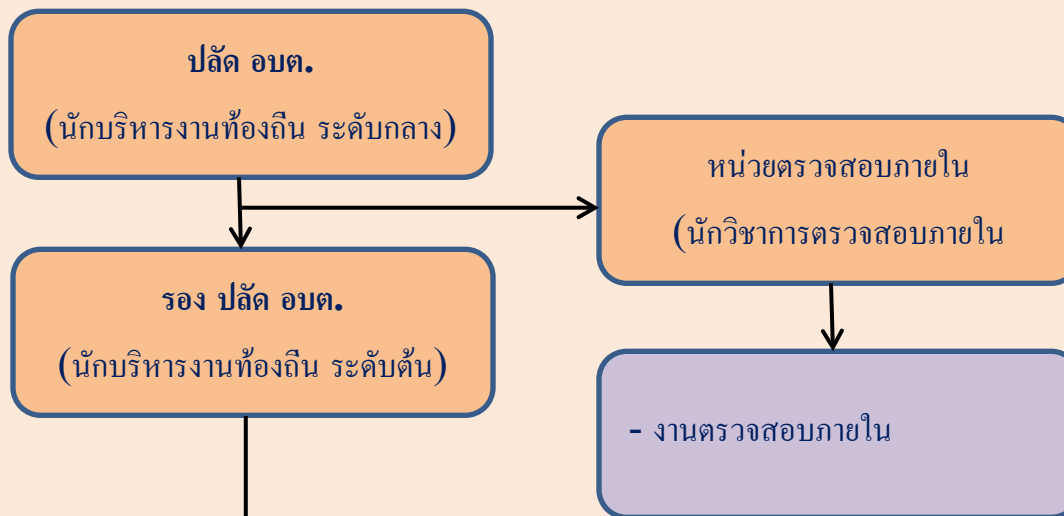 ปลัด อบต.
(นักบริหารงานท้องถิ่น ระดับกลาง)
หน่วยตรวจสอบภายใน
(นักวิชาการตรวจสอบภายใน
รอง ปลัด อบต.
(นักบริหารงานท้องถิ่น ระดับต้น)
- งานตรวจสอบภายใน